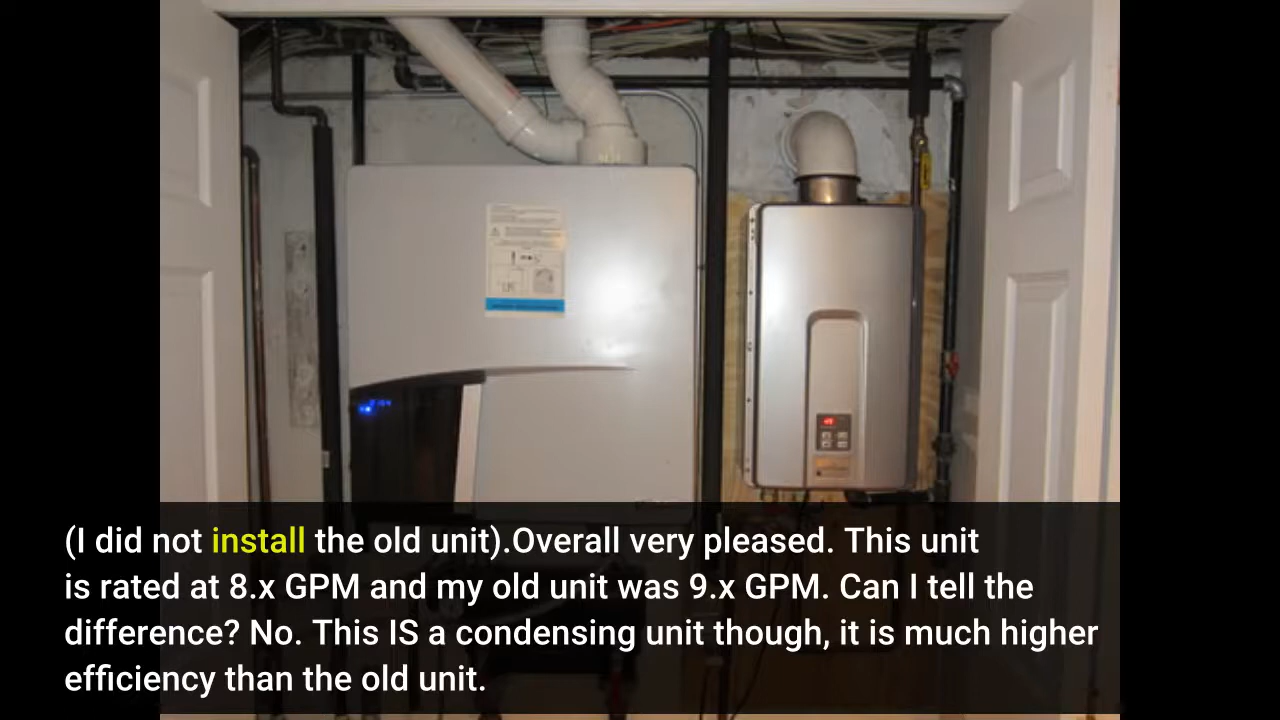 (I did not install the old unit).Overall very pleased. This unit
is rated at 8.x GPM and my old unit was 9.x GPM. Can I tell the
difference? No. This IS a condensing unit though, it is much higher
efficiency than the old unit.